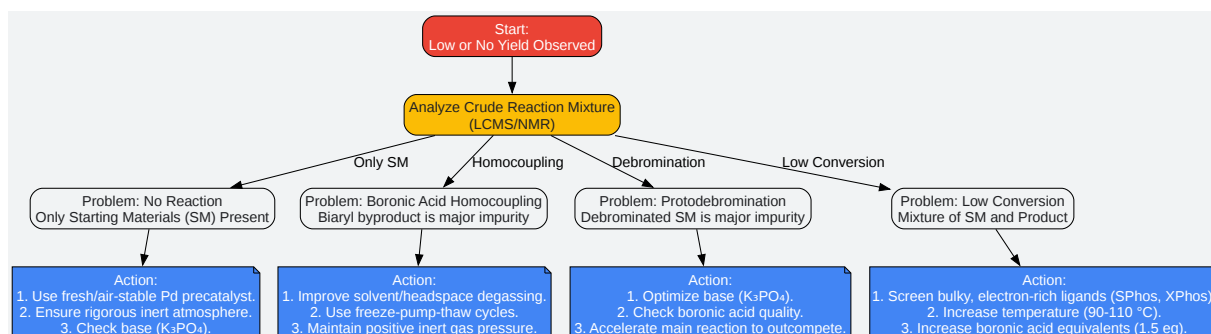 Start:
Low or No Yield Observed
Analyze Crude Reaction Mixture
(LCMS/NMR)
Only SM
Homocoupling
Debromination
Low Conversion
Problem: No Reaction
Only Starting Materials (SM) Present
Problem: Boronic Acid Homocoupling
Biaryl byproduct is major impurity
Problem: Protodebromination
Debrominated SM is major impurity
Problem: Low Conversion
Mixture of SM and Product
Action:
1. Use fresh/air-stable Pd precatalyst.
2. Ensure rigorous inert atmosphere.
3. Check base (K₃PO₄).
Action:
1. Improve solvent/headspace degassing.
2. Use freeze-pump-thaw cycles.
3. Maintain positive inert gas pressure.
Action:
1. Optimize base (K₃PO₄).
2. Check boronic acid quality.
3. Accelerate main reaction to outcompete.
Action:
1. Screen bulky, electron-rich ligands (SPhos, XPhos)
2. Increase temperature (90-110 °C).
3. Increase boronic acid equivalents (1.5 eq).